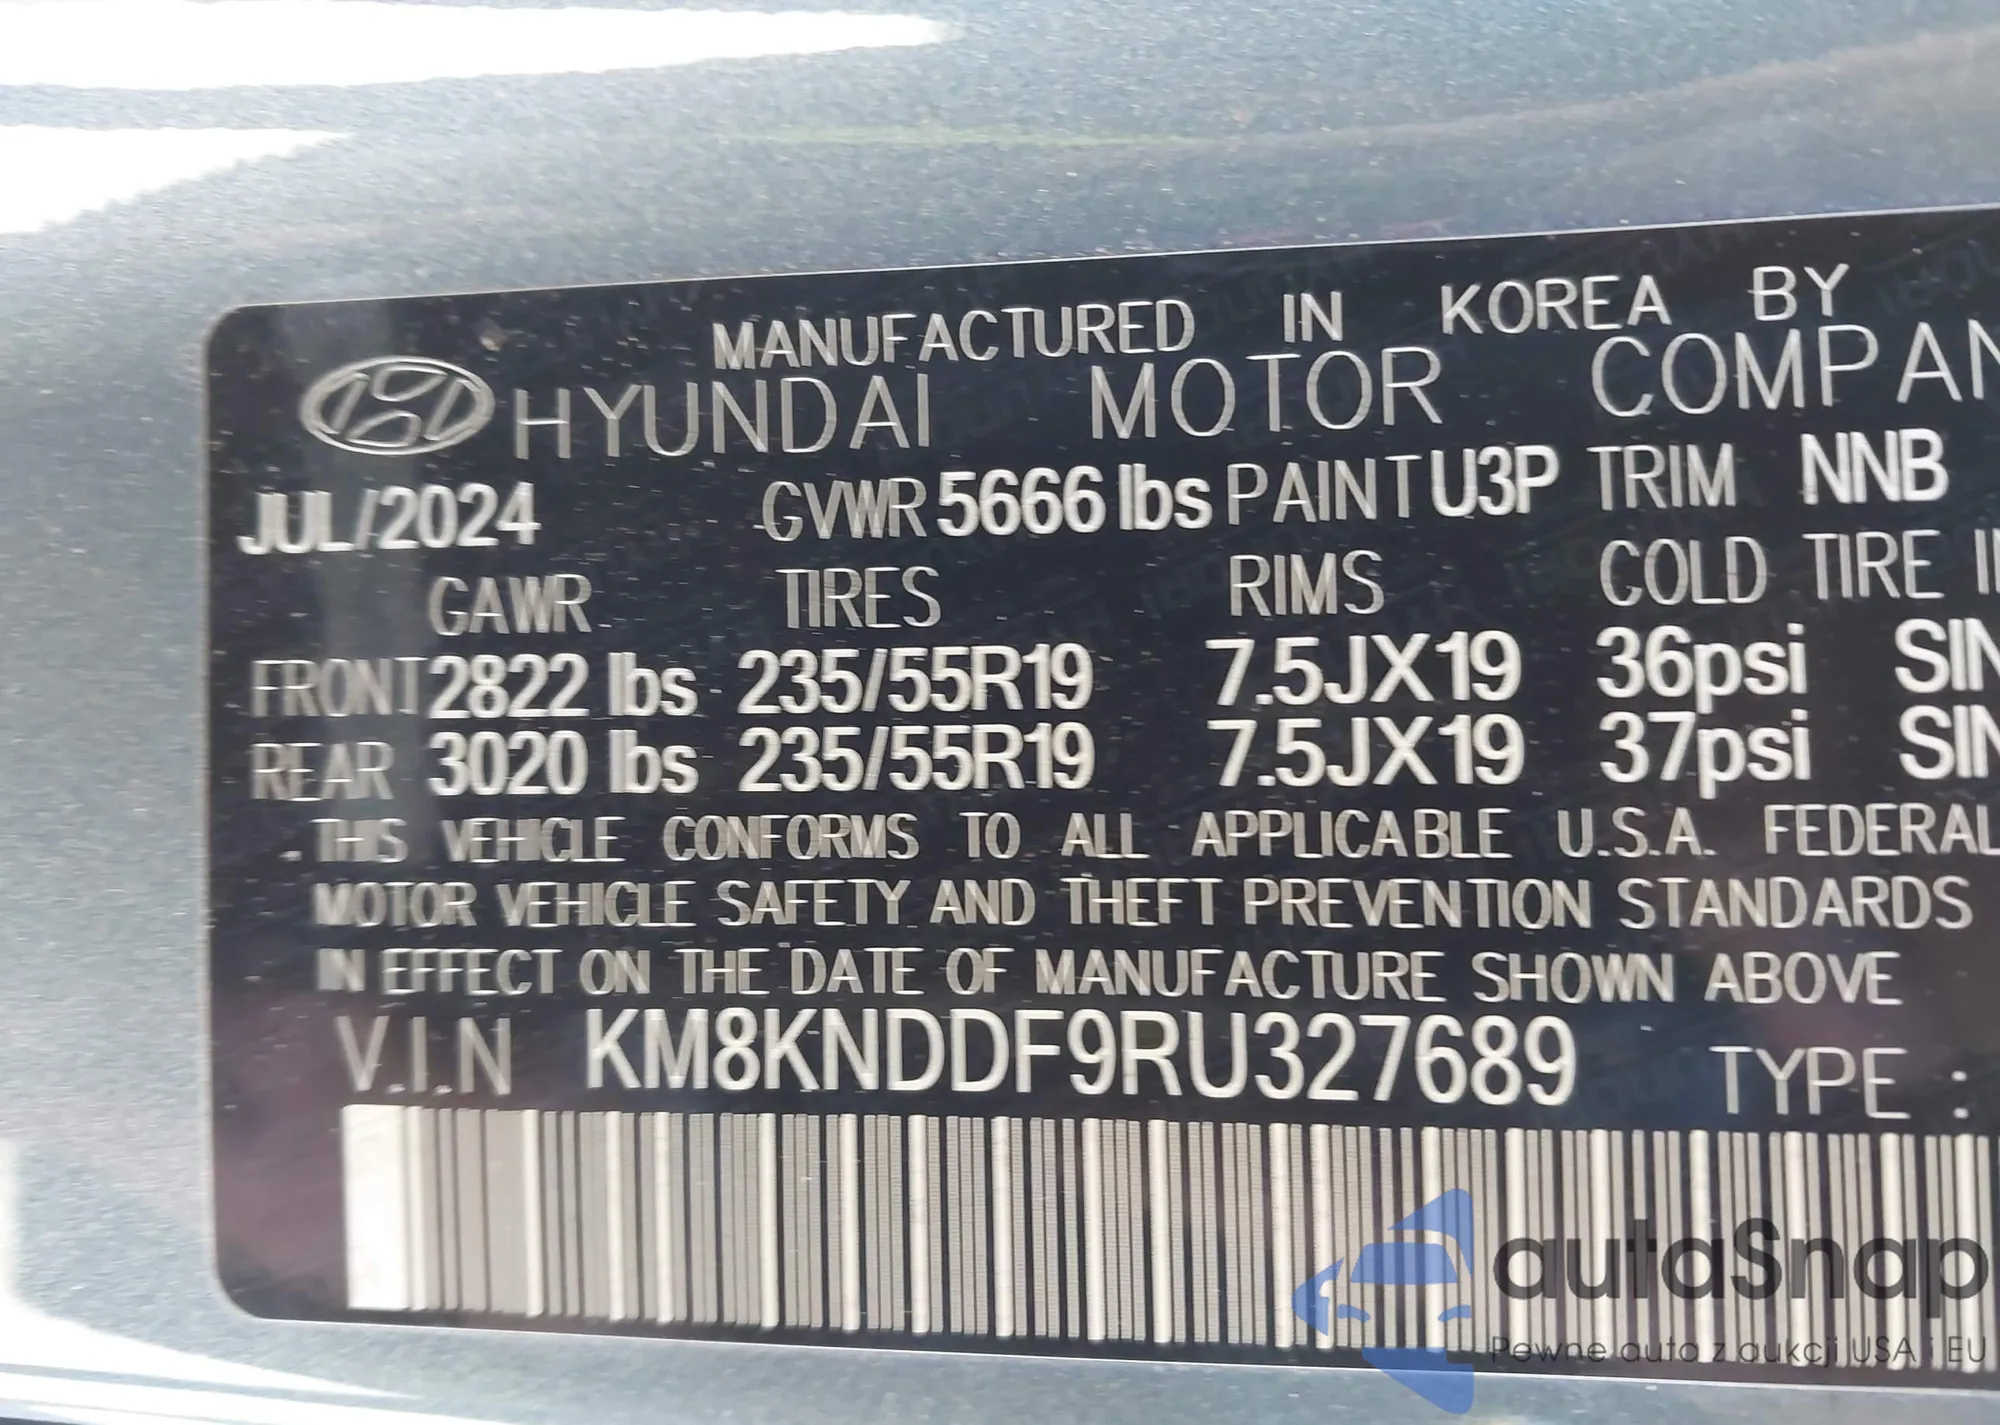 MANUFACTURED IN KOREA BY
HYUNDAI MOTOR COMPAN
JUL/2024 GVWR 5666 lbs PAINT U3P TRIM NNB
GAWR TIRES RIMS COLD TIRE IN
FRONT 2822 lbs 235/55R19 7.5JX19 36psi SIN
REAR 3020 lbs 235/55R19 7.5JX19 37psi SIN
THIS VEHICLE CONFORMS TO ALL APPLICABLE U.S.A. FEDERAL
MOTOR VEHICLE SAFETY AND THEFT PREVENTION STANDARDS
IN EFFECT ON THE DATE OF MANUFACTURE SHOWN ABOVE
V.I.N KM8KNDDF9RU327689 TYPE :
autaSnap
Pewne auta z aukcji USA i EU